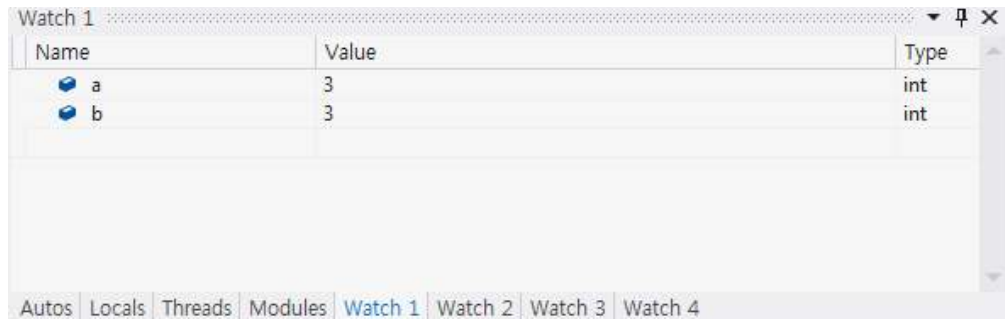 Watch 1
Name Value Type
a 3 int
b 3 int
Autos Locals Threads Modules Watch 1 Watch 2 Watch 3 Watch 4